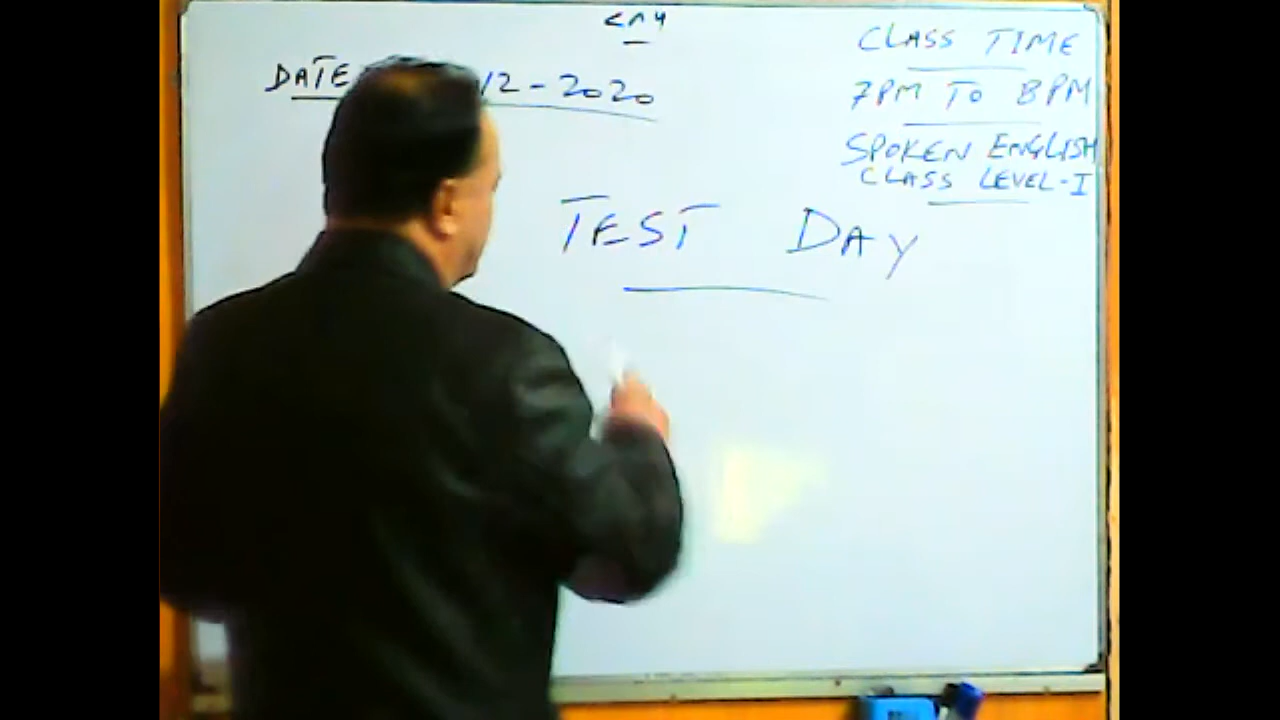 DATE 12-2020
CLASS TIME
7PM TO 8PM
SPOKEN ENGLISH
CLASS LEVEL-I
TEST DAY